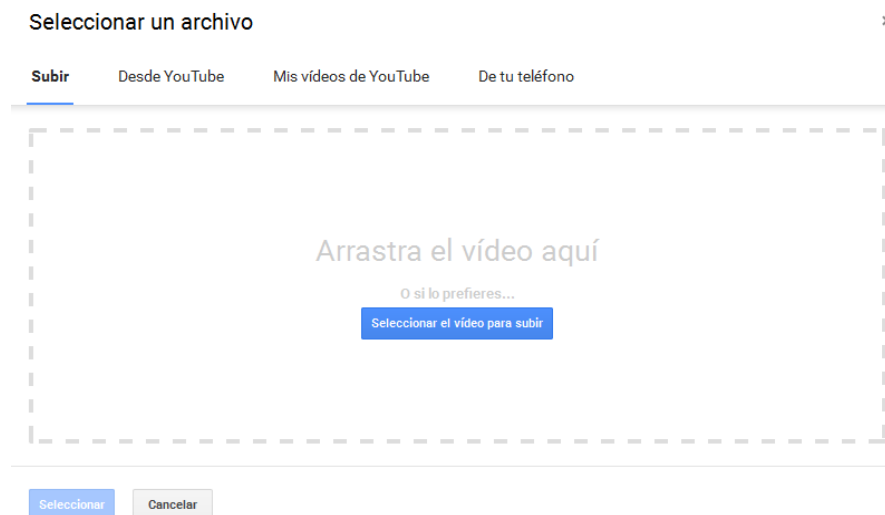 Seleccionar un archivo
Subir Desde YouTube Mis vídeos de YouTube De tu teléfono
Arrastra el vídeo aquí
O si lo prefieres...
Seleccionar el vídeo para subir
Seleccionar Cancelar